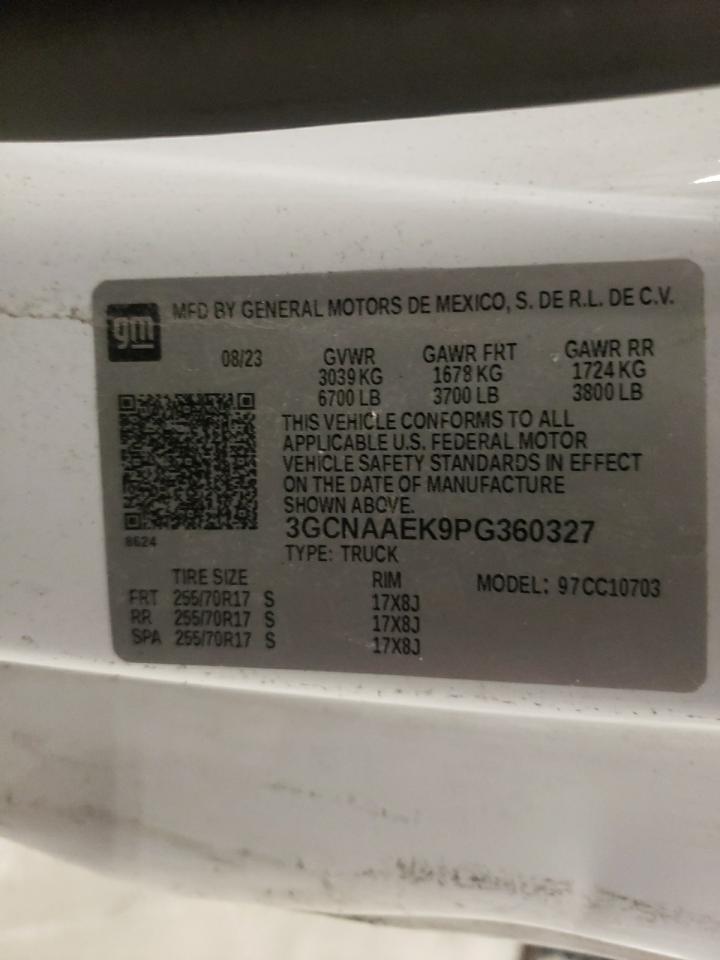 gm
MFD BY GENERAL MOTORS DE MEXICO, S. DE R.L. DE C.V.
08/23 GVWR GAWR FRT GAWR RR
3039 KG 1678 KG 1724 KG
6700 LB 3700 LB 3800 LB
THIS VEHICLE CONFORMS TO ALL
APPLICABLE U.S. FEDERAL MOTOR
VEHICLE SAFETY STANDARDS IN EFFECT
ON THE DATE OF MANUFACTURE
SHOWN ABOVE.
8624
3GCNAAEK9PG360327
TYPE: TRUCK
TIRE SIZE RIM MODEL: 97CC10703
FRT 255/70R17 S 17X8J
RR 255/70R17 S 17X8J
SPA 255/70R17 S 17X8J